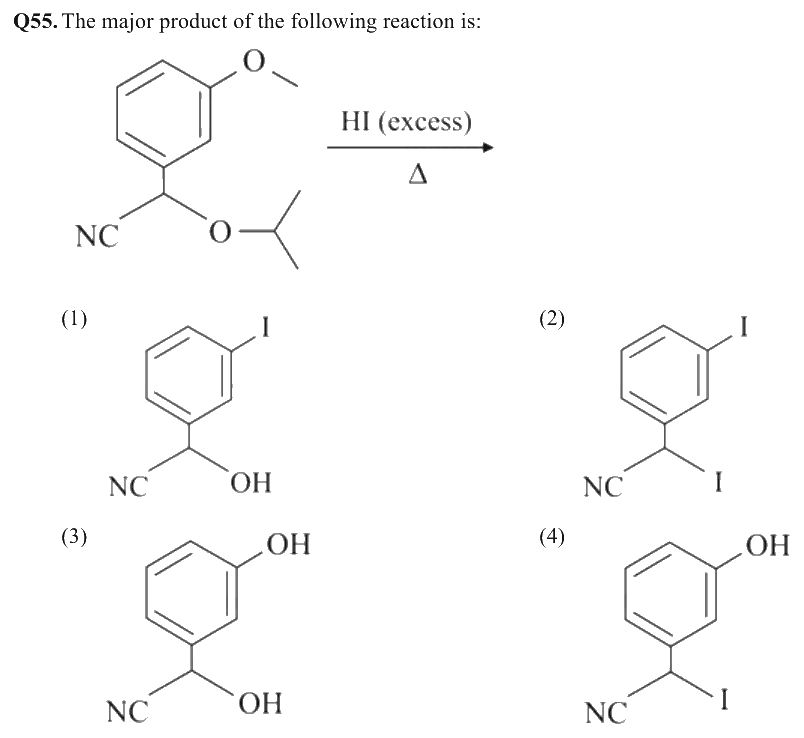 Q55. The major product of the following reaction is:
O
HI (excess)
Δ
NC
O
(1)
I
NC
OH
(2)
I
NC
I
(3)
OH
NC
OH
(4)
OH
NC
I